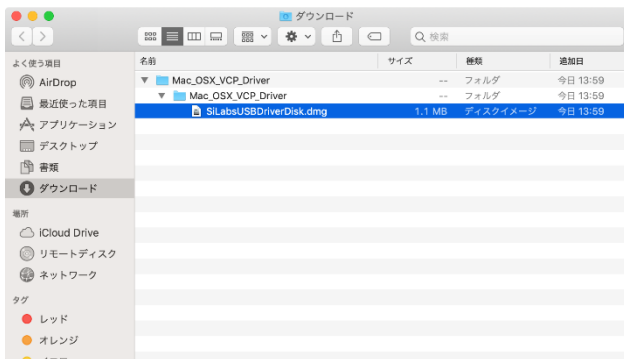 ダウンロード
検索
よく使う項目
AirDrop
最近使った項目
アプリケーション
デスクトップ
書類
ダウンロード
場所
iCloud Drive
リモートディスク
ネットワーク
タグ
レッド
オレンジ
名前 サイズ 種類 追加日
Mac_OSX_VCP_Driver -- フォルダ 今日 13:59
Mac_OSX_VCP_Driver -- フォルダ 今日 13:59
SiLabsUSBDriverDisk.dmg 1.1 MB ディスクイメージ 今日 13:59